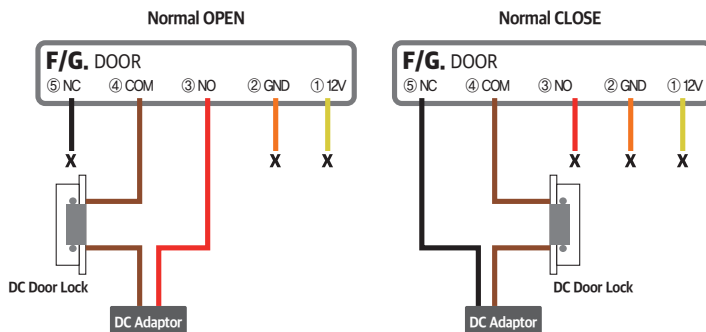 Normal OPEN
F/G. DOOR
⑤ NC ④ COM ③ NO ② GND ① 12V
X X X
DC Door Lock
DC Adaptor
Normal CLOSE
F/G. DOOR
⑤ NC ④ COM ③ NO ② GND ① 12V
X X X
DC Door Lock
DC Adaptor